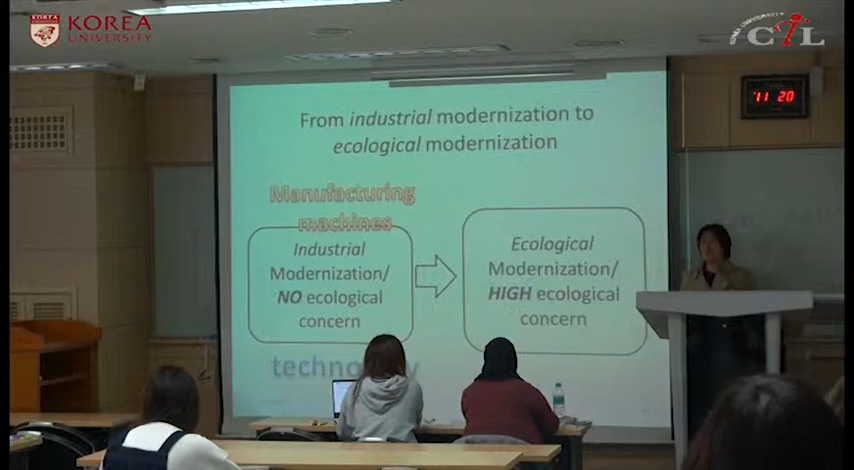 KOREA
UNIVERSITY
CTL
11 20
From industrial modernization to
ecological modernization
Manufacturing
machines
Industrial
Modernization/
NO ecological
concern
Ecological
Modernization/
HIGH ecological
concern